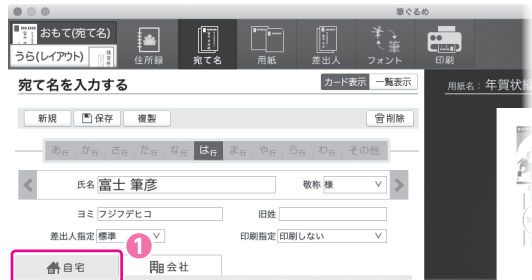 筆ぐるめ
おもて(宛て名)
うら(レイアウト)
住所録 宛て名 用紙 差出人 フォント 印刷
宛て名を入力する カード表示 一覧表示 用紙名：年賀状
新規 保存 複製 削除
あ行 か行 さ行 た行 な行 は行 ま行 や行 ら行 わ行 その他
氏名 富士 筆彦 敬称 様
ヨミ フジフデヒコ 旧姓
差出人指定 標準 印刷指定 印刷しない
1
自宅 会社